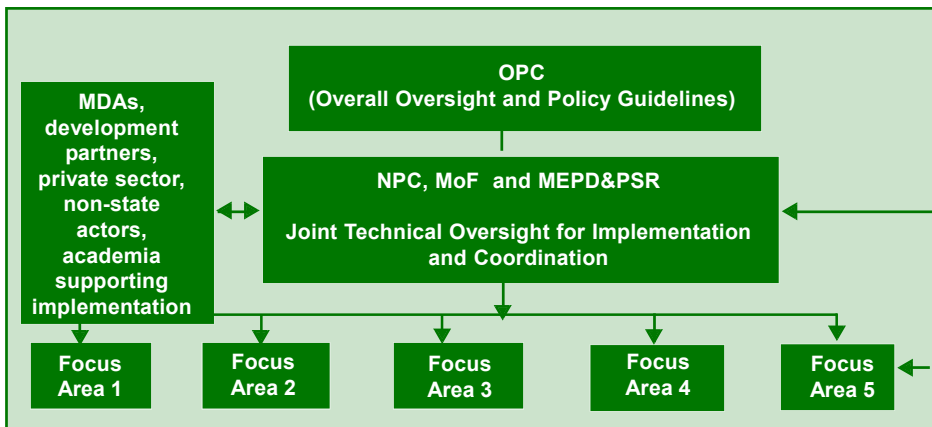 OPC
(Overall Oversight and Policy Guidelines)
MDAs,
development
partners,
private sector,
non-state
actors,
academia
supporting
implementation
NPC, MoF and MEPD&PSR
Joint Technical Oversight for Implementation
and Coordination
Focus
Area 1
Focus
Area 2
Focus
Area 3
Focus
Area 4
Focus
Area 5